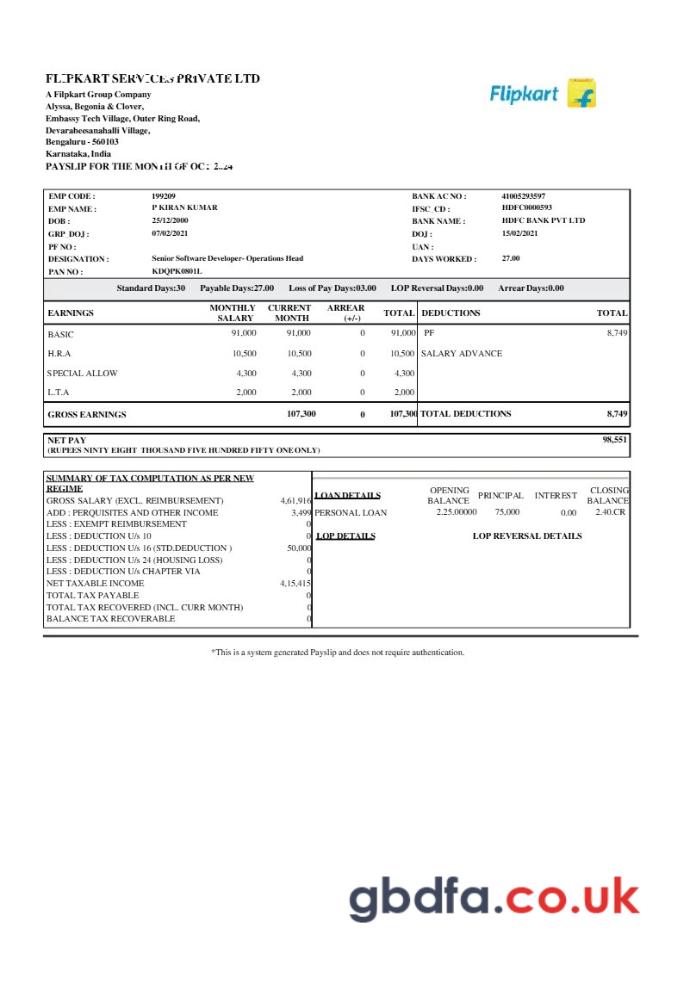 FLIPKART SERVICES PRIVATE LTD
A Filpkart Group Company
Alyssa, Begonia & Clover,
Embassy Tech Village, Outer Ring Road,
Devarabeesanahalli Village,
Bengaluru - 560103
Karnataka, India
PAYSLIP FOR THE MONTH OF OCT 2024
Flipkart
EMP CODE : 199209 BANK AC NO : 41005293597
EMP NAME : P KIRAN KUMAR IFSC_CD : HDFC0000593
DOB : 25/12/2000 BANK NAME : HDFC BANK PVT LTD
GRP_DOJ : 07/02/2021 DOJ : 15/02/2021
PF NO : UAN :
DESIGNATION : Senior Software Developer- Operations Head DAYS WORKED : 27.00
PAN NO : KDQPK0801L
Standard Days:30 Payable Days:27.00 Loss of Pay Days:03.00 LOP Reversal Days:0.00 Arrear Days:0.00
EARNINGS MONTHLY SALARY CURRENT MONTH ARREAR (+/-) TOTAL DEDUCTIONS TOTAL
BASIC 91,000 91,000 0 91,000 PF 8,749
H.R.A 10,500 10,500 0 10,500 SALARY ADVANCE
SPECIAL ALLOW 4,300 4,300 0 4,300
L.T.A 2,000 2,000 0 2,000
GROSS EARNINGS 107,300 0 107,300 TOTAL DEDUCTIONS 8,749
NET PAY 98,551
(RUPEES NINTY EIGHT THOUSAND FIVE HUNDRED FIFTY ONE ONLY)
SUMMARY OF TAX COMPUTATION AS PER NEW
REGIME
GROSS SALARY (EXCL. REIMBURSEMENT) 4,61,916
ADD : PERQUISITES AND OTHER INCOME 3,499
LESS : EXEMPT REIMBURSEMENT 0
LESS : DEDUCTION U/s 10 0
LESS : DEDUCTION U/s 16 (STD.DEDUCTION ) 50,000
LESS : DEDUCTION U/s 24 (HOUSING LOSS) 0
LESS : DEDUCTION U/s CHAPTER VIA 0
NET TAXABLE INCOME 4,15,415
TOTAL TAX PAYABLE 0
TOTAL TAX RECOVERED (INCL. CURR MONTH) 0
BALANCE TAX RECOVERABLE 0
LOAN DETAILS OPENING BALANCE PRINCIPAL INTEREST CLOSING BALANCE
PERSONAL LOAN 2.25.00000 75,000 0.00 2.40.CR
LOP DETAILS LOP REVERSAL DETAILS
*This is a system generated Payslip and does not require authentication.
gbdfa.co.uk